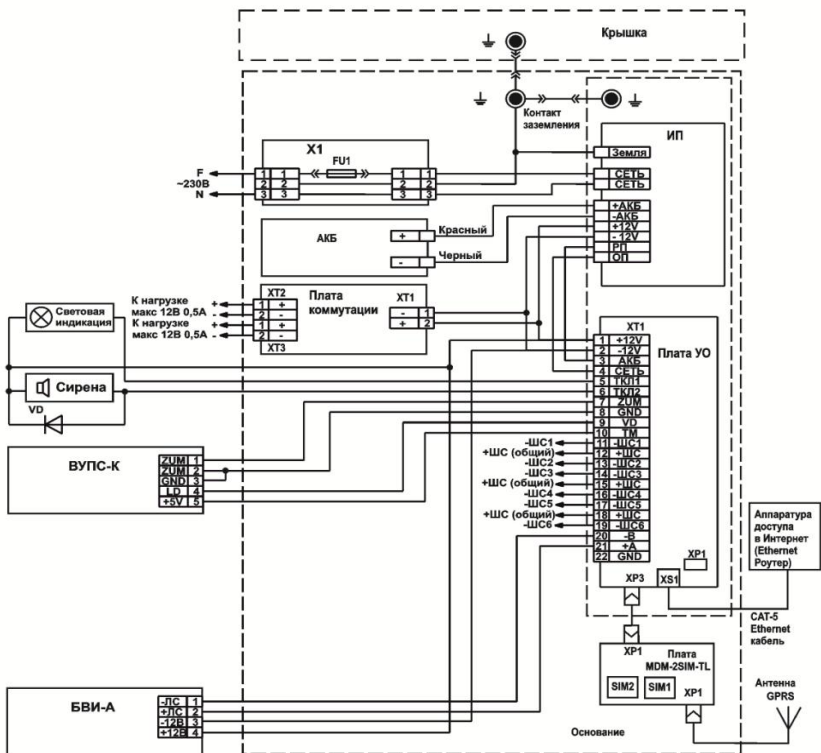 Крышка
Контакт
заземления
ИП
Земля
СЕТЬ
СЕТЬ
+АКБ
-АКБ
+12V
- 12V
РП
ОП
X1
FU1
F
~230В
N
1 1 1 1
2 2 2 2
3 3 3 3
АКБ
+ Красный
- Черный
XT2
Плата
коммутации
XT1
К нагрузке
макс 12В 0,5А
К нагрузке
макс 12В 0,5А
+ 1 +
- 2 -
+ 1 +
- 2 -
XT3
- 1
+ 2
Световая
индикация
Сирена
VD
XT1
Плата УО
1 +12V
2 -12V
3 АКБ
4 СЕТЬ
5 ТКЛ1
6 ТКЛ2
7 ZUM
8 GND
9 VD
10 TM
-ШС1 11 -ШС1
+ШС (общий) 12 +ШС
-ШС2 13 -ШС2
-ШС3 14 -ШС3
+ШС (общий) 15 +ШС
-ШС4 16 -ШС4
-ШС5 17 -ШС5
+ШС (общий) 18 +ШС
-ШС6 19 -ШС6
20 -В
21 +А
22 GND
XP1
XP3
XS1
ВУПС-К
ZUM 1
ZUM 2
GND 3
LD 4
+5V 5
Аппаратура
доступа
в Интернет
(Ethernet
Роутер)
CAT-5
Ethernet
кабель
XP1
Плата
MDM-2SIM-TL
SIM2
SIM1
XP1
Основание
Антенна
GPRS
БВИ-А
-ЛС 1
+ЛС 2
-12В 3
+12В 4